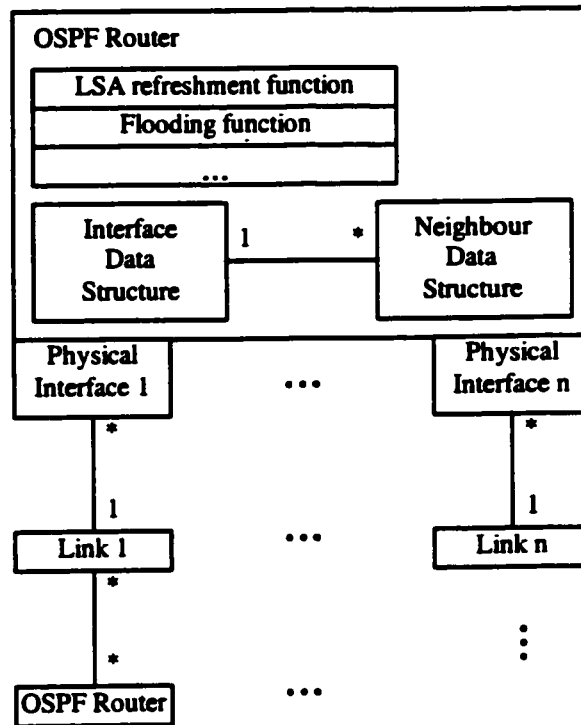 OSPF Router
LSA refreshment function
Flooding function
...
Interface
Data
Structure
1
*
Neighbour
Data
Structure
Physical
Interface 1
...
Physical
Interface n
*
*
1
1
Link 1
...
Link n
*
*
OSPF Router
...